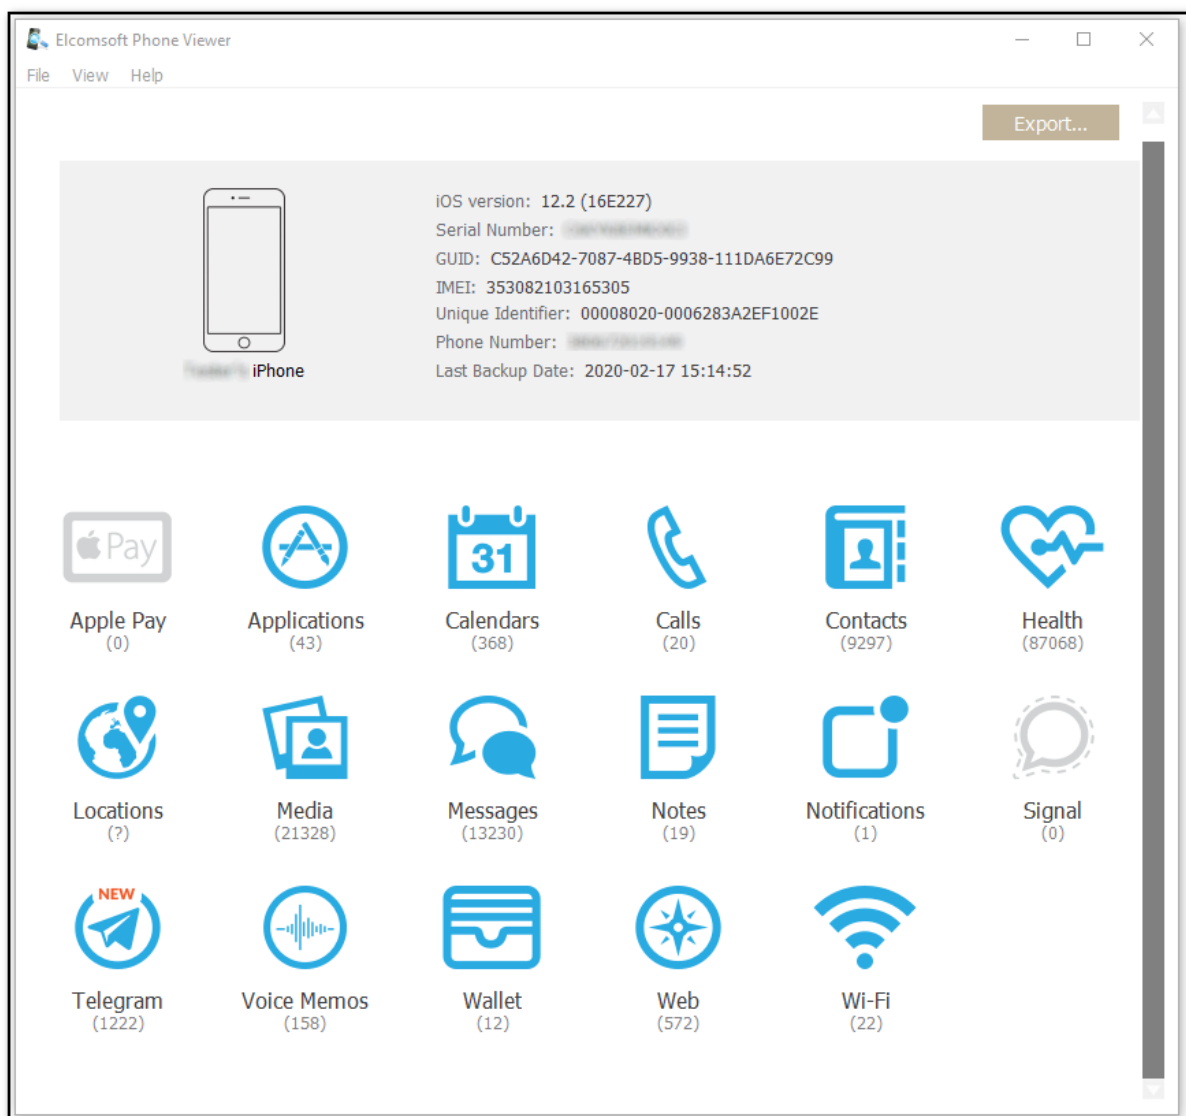 Elcomsoft Phone Viewer
File View Help
Export...
iOS version: 12.2 (16E227)
Serial Number:
GUID: C52A6D42-7087-4BD5-9938-111DA6E72C99
IMEI: 353082103165305
Unique Identifier: 00008020-0006283A2EF1002E
Phone Number:
iPhone
Last Backup Date: 2020-02-17 15:14:52
Pay
31
Apple Pay Applications Calendars Calls Contacts Health
(0) (43) (368) (20) (9297) (87068)
Locations Media Messages Notes Notifications Signal
(?) (21328) (13230) (19) (1) (0)
NEW
Telegram Voice Memos Wallet Web Wi-Fi
(1222) (158) (12) (572) (22)